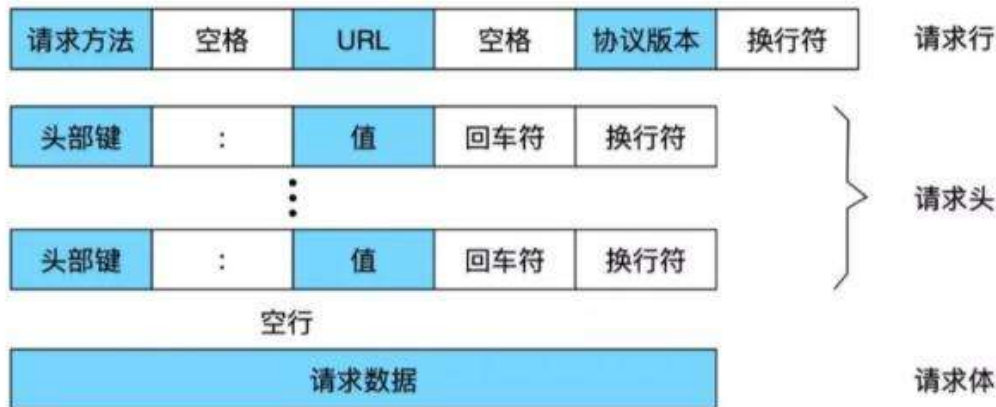 请求方法 空格 URL 空格 协议版本 换行符 请求行
头部键 : 值 回车符 换行符
请求头
头部键 : 值 回车符 换行符
空行
请求数据 请求体